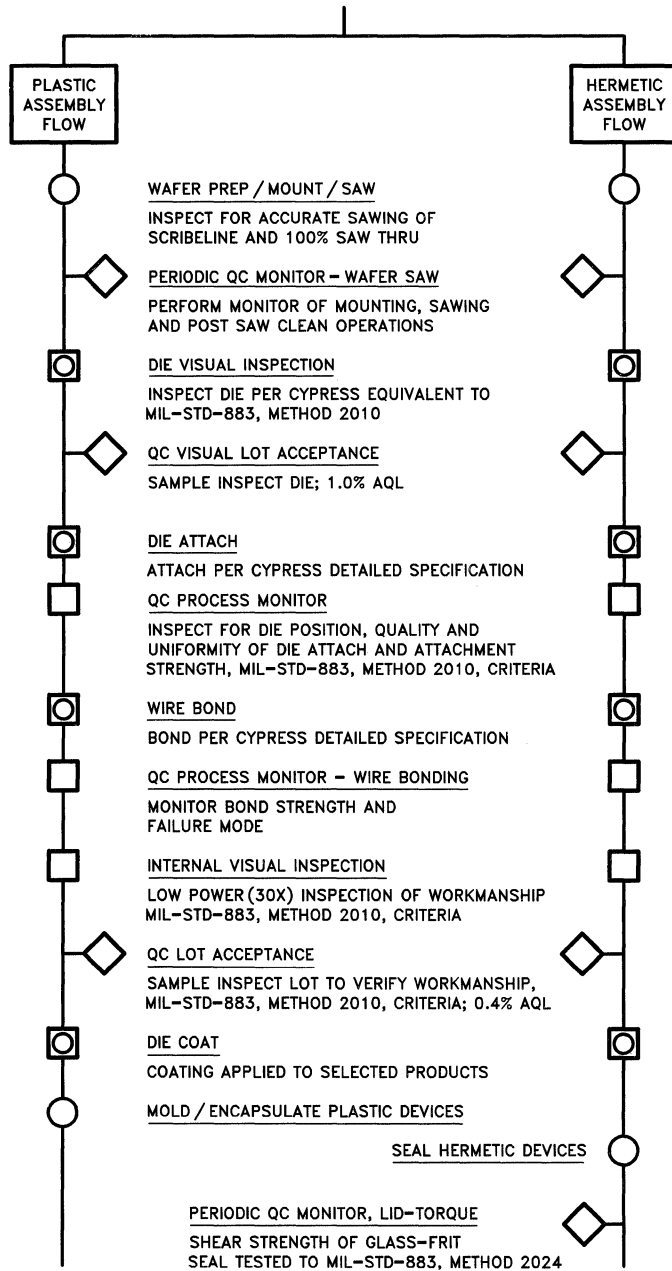 PLASTIC
ASSEMBLY
FLOW
HERMETIC
ASSEMBLY
FLOW
WAFER PREP / MOUNT / SAW
INSPECT FOR ACCURATE SAWING OF
SCRIBELINE AND 100% SAW THRU
PERIODIC QC MONITOR – WAFER SAW
PERFORM MONITOR OF MOUNTING, SAWING
AND POST SAW CLEAN OPERATIONS
DIE VISUAL INSPECTION
INSPECT DIE PER CYPRESS EQUIVALENT TO
MIL–STD–883, METHOD 2010
QC VISUAL LOT ACCEPTANCE
SAMPLE INSPECT DIE; 1.0% AQL
DIE ATTACH
ATTACH PER CYPRESS DETAILED SPECIFICATION
QC PROCESS MONITOR
INSPECT FOR DIE POSITION, QUALITY AND
UNIFORMITY OF DIE ATTACH AND ATTACHMENT
STRENGTH, MIL–STD–883, METHOD 2010, CRITERIA
WIRE BOND
BOND PER CYPRESS DETAILED SPECIFICATION
QC PROCESS MONITOR – WIRE BONDING
MONITOR BOND STRENGTH AND
FAILURE MODE
INTERNAL VISUAL INSPECTION
LOW POWER (30X) INSPECTION OF WORKMANSHIP
MIL–STD–883, METHOD 2010, CRITERIA
QC LOT ACCEPTANCE
SAMPLE INSPECT LOT TO VERIFY WORKMANSHIP,
MIL–STD–883, METHOD 2010, CRITERIA; 0.4% AQL
DIE COAT
COATING APPLIED TO SELECTED PRODUCTS
MOLD / ENCAPSULATE PLASTIC DEVICES
SEAL HERMETIC DEVICES
PERIODIC QC MONITOR, LID–TORQUE
SHEAR STRENGTH OF GLASS–FRIT
SEAL TESTED TO MIL–STD–883, METHOD 2024